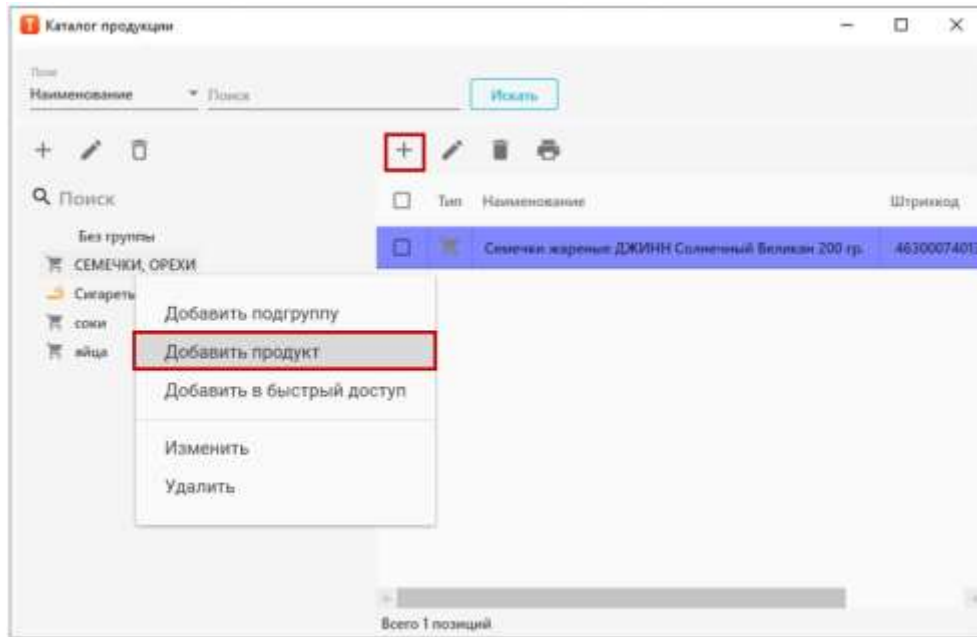 Каталог продукции
Поле
Наименование Поиск Искать
Поиск
Тип Наименование Штрихкод
Без группы
СЕМЕЧКИ, ОРЕХИ
Семечки жареные ДЖИНН Солнечный Великан 200 гр. 46300074013
Сигареты
соки
яйца
Добавить подгруппу
Добавить продукт
Добавить в быстрый доступ
Изменить
Удалить
Всего 1 позиций